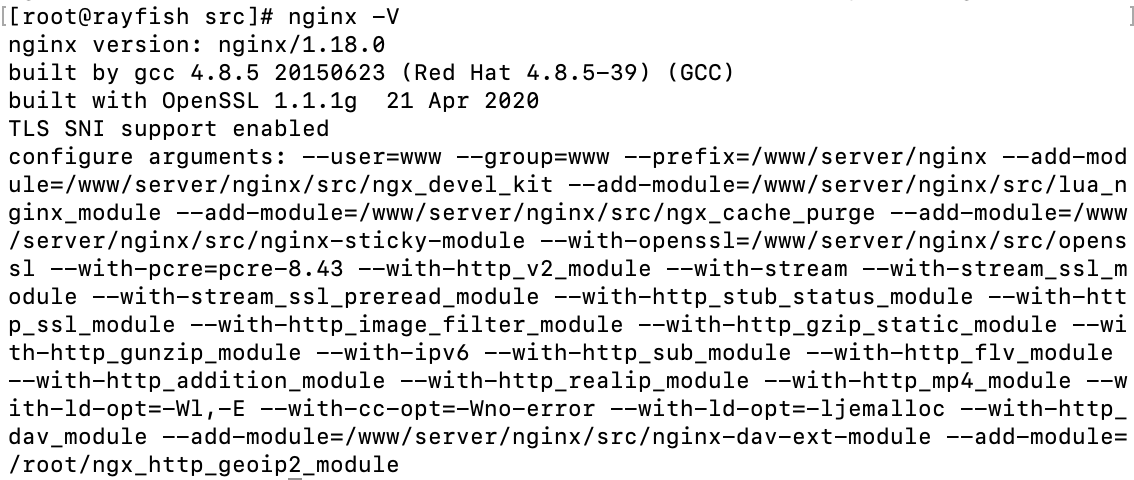 [[root@rayfish src]# nginx -V ]
nginx version: nginx/1.18.0
built by gcc 4.8.5 20150623 (Red Hat 4.8.5-39) (GCC)
built with OpenSSL 1.1.1g  21 Apr 2020
TLS SNI support enabled
configure arguments: --user=www --group=www --prefix=/www/server/nginx --add-mod
ule=/www/server/nginx/src/ngx_devel_kit --add-module=/www/server/nginx/src/lua_n
ginx_module --add-module=/www/server/nginx/src/ngx_cache_purge --add-module=/www
/server/nginx/src/nginx-sticky-module --with-openssl=/www/server/nginx/src/opens
sl --with-pcre=pcre-8.43 --with-http_v2_module --with-stream --with-stream_ssl_m
odule --with-stream_ssl_preread_module --with-http_stub_status_module --with-htt
p_ssl_module --with-http_image_filter_module --with-http_gzip_static_module --wi
th-http_gunzip_module --with-ipv6 --with-http_sub_module --with-http_flv_module
--with-http_addition_module --with-http_realip_module --with-http_mp4_module --w
ith-ld-opt=-Wl,-E --with-cc-opt=-Wno-error --with-ld-opt=-ljemalloc --with-http_
dav_module --add-module=/www/server/nginx/src/nginx-dav-ext-module --add-module=
/root/ngx_http_geoip2_module